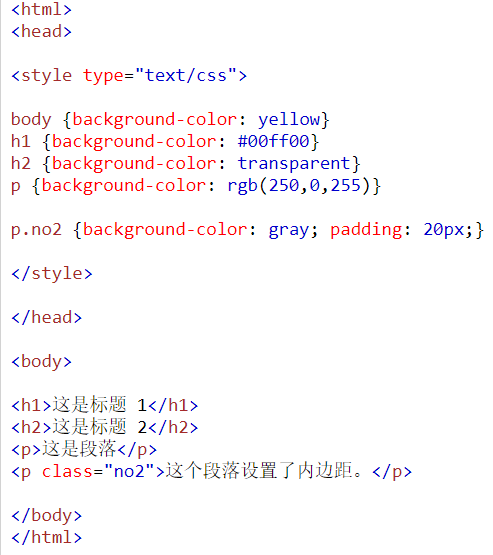 <html>
<head>
<style type="text/css">
body {background-color: yellow}
h1 {background-color: #00ff00}
h2 {background-color: transparent}
p {background-color: rgb(250,0,255)}
p.no2 {background-color: gray; padding: 20px;}
</style>
</head>
<body>
<h1>这是标题 1</h1>
<h2>这是标题 2</h2>
<p>这是段落</p>
<p class="no2">这个段落设置了内边距。</p>
</body>
</html>